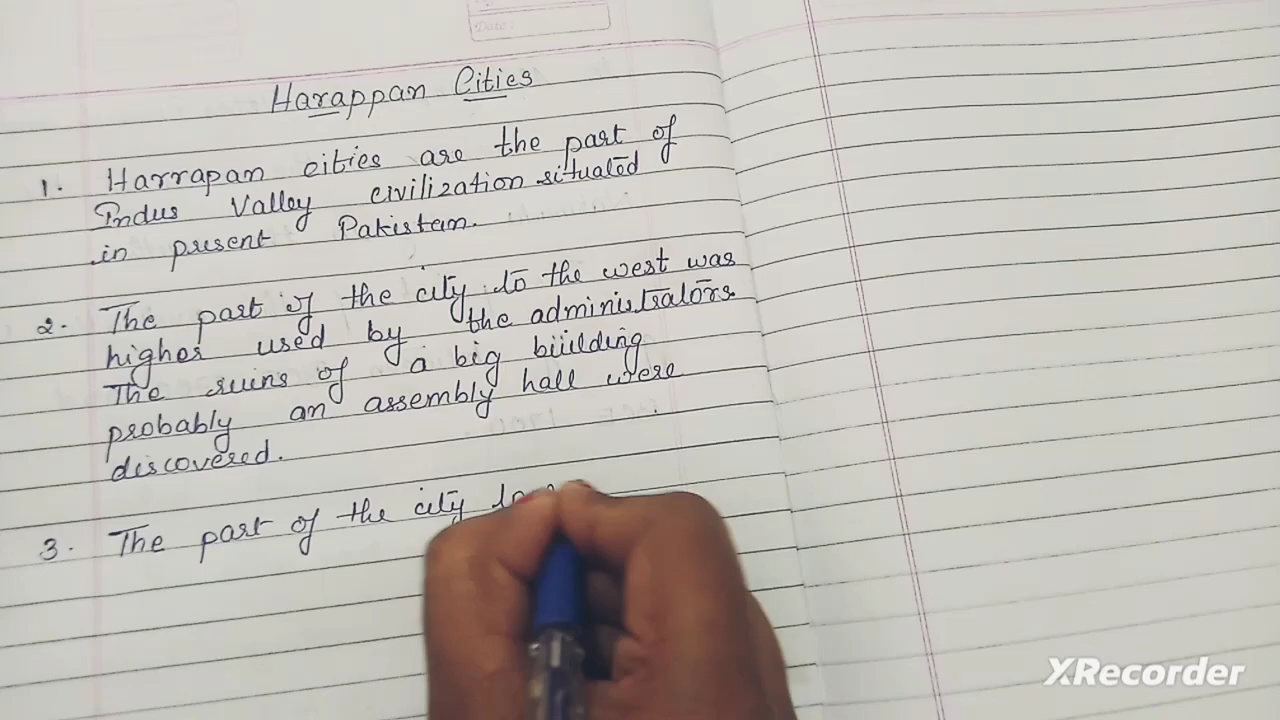 Date:
Harappan Cities
1. Harrapan cities are the part of
Indus Valley civilization situated
in present Pakistan.
2. The part of the city to the west was
higher used by the administrators.
The ruins of a big building
probably an assembly hall were
discovered.
3. The part of the city to
XRecorder